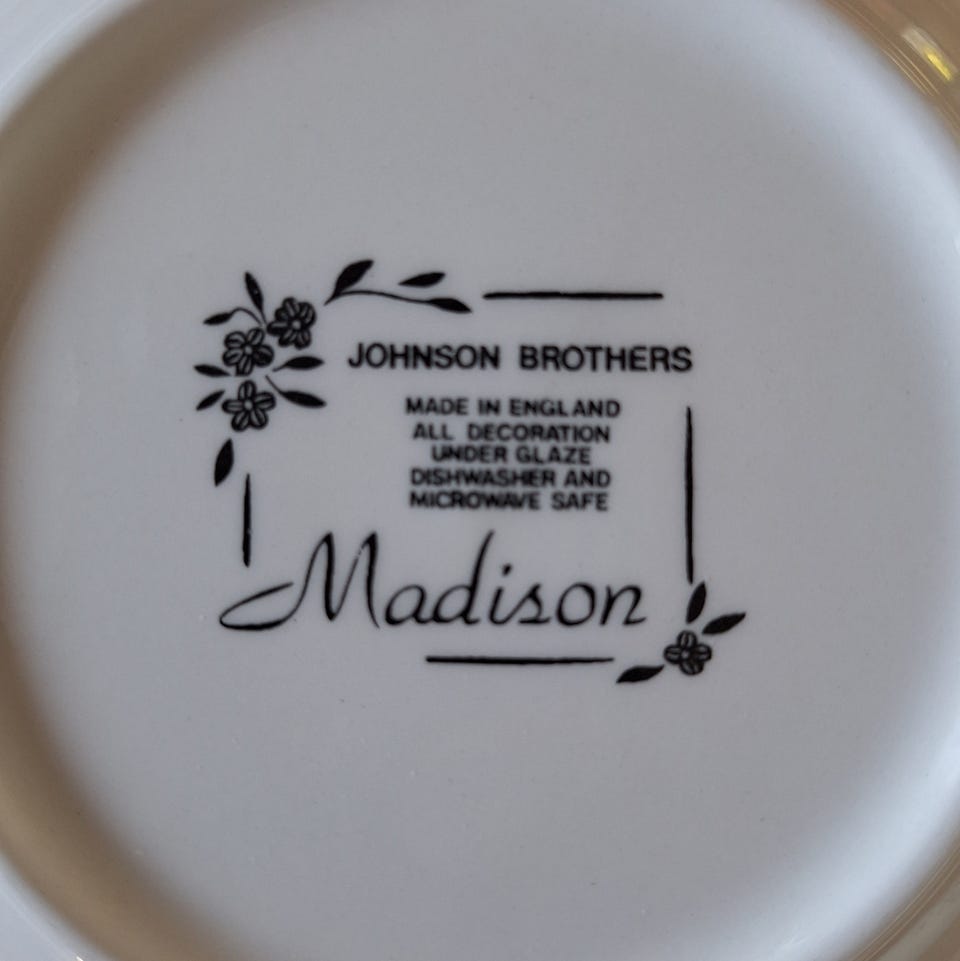 JOHNSON BROTHERS
MADE IN ENGLAND
ALL DECORATION
UNDER GLAZE
DISHWASHER AND
MICROWAVE SAFE
Madison